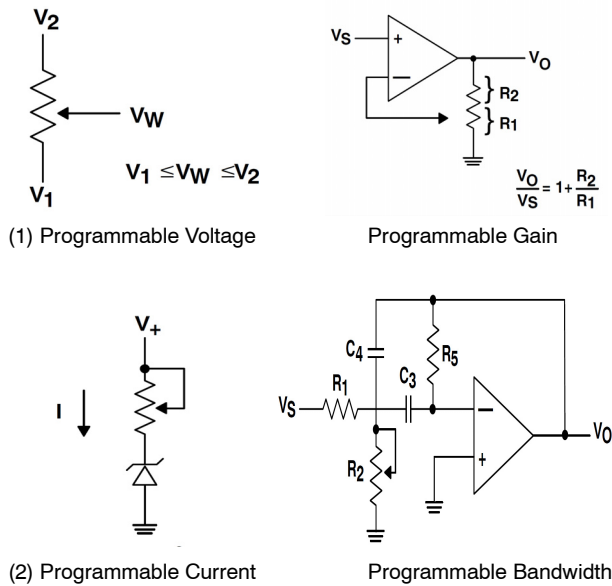 V2
VW
V1
V1 ≤VW ≤V2
(1) Programmable Voltage
VS
+
−
VO
} R2
} R1
VO/VS = 1+ R2/R1
Programmable Gain
V+
I
(2) Programmable Current
C4
R5
R1
C3
VS
−
VO
R2
+
Programmable Bandwidth